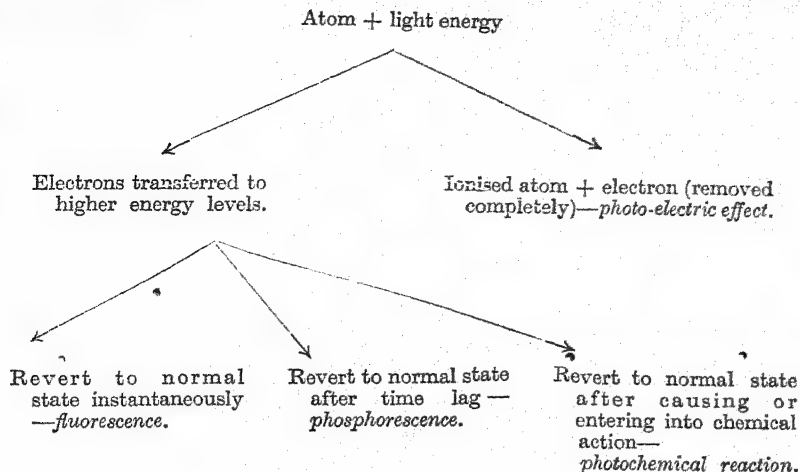 Atom + light energy
Electrons transferred to
higher energy levels.
Ionised atom + electron (removed
completely)—photo-electric effect.
Revert to normal
state instantaneously
—fluorescence.
Revert to normal state
after time lag—
phosphorescence.
Revert to normal state
after causing or
entering into chemical
action—
photochemical reaction.